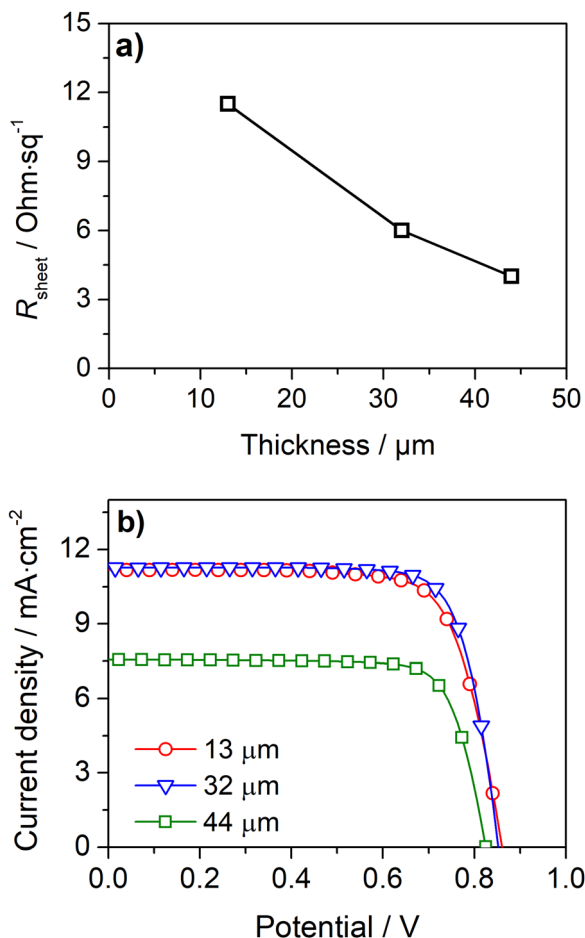 a)
15
12
9
6
3
0
R_sheet / Ohm·sq⁻¹
0 10 20 30 40 50
Thickness / µm
b)
12
9
6
3
0
Current density / mA·cm⁻²
13 µm
32 µm
44 µm
0.0 0.2 0.4 0.6 0.8 1.0
Potential / V